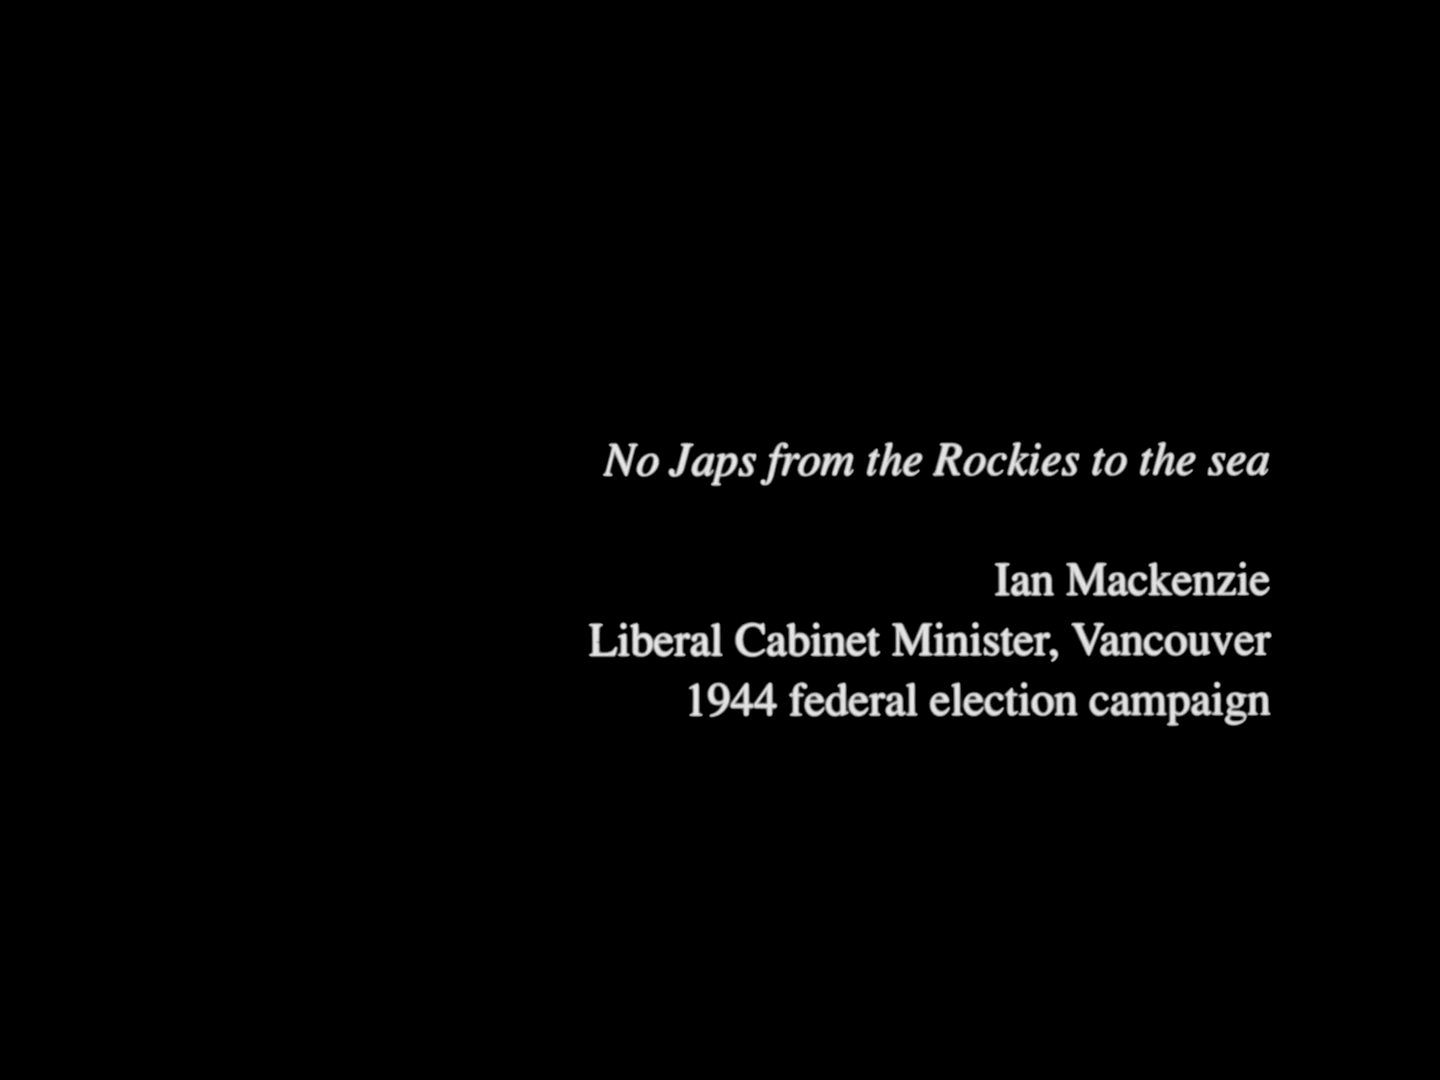 No Japs from the Rockies to the sea
Ian Mackenzie
Liberal Cabinet Minister, Vancouver
1944 federal election campaign